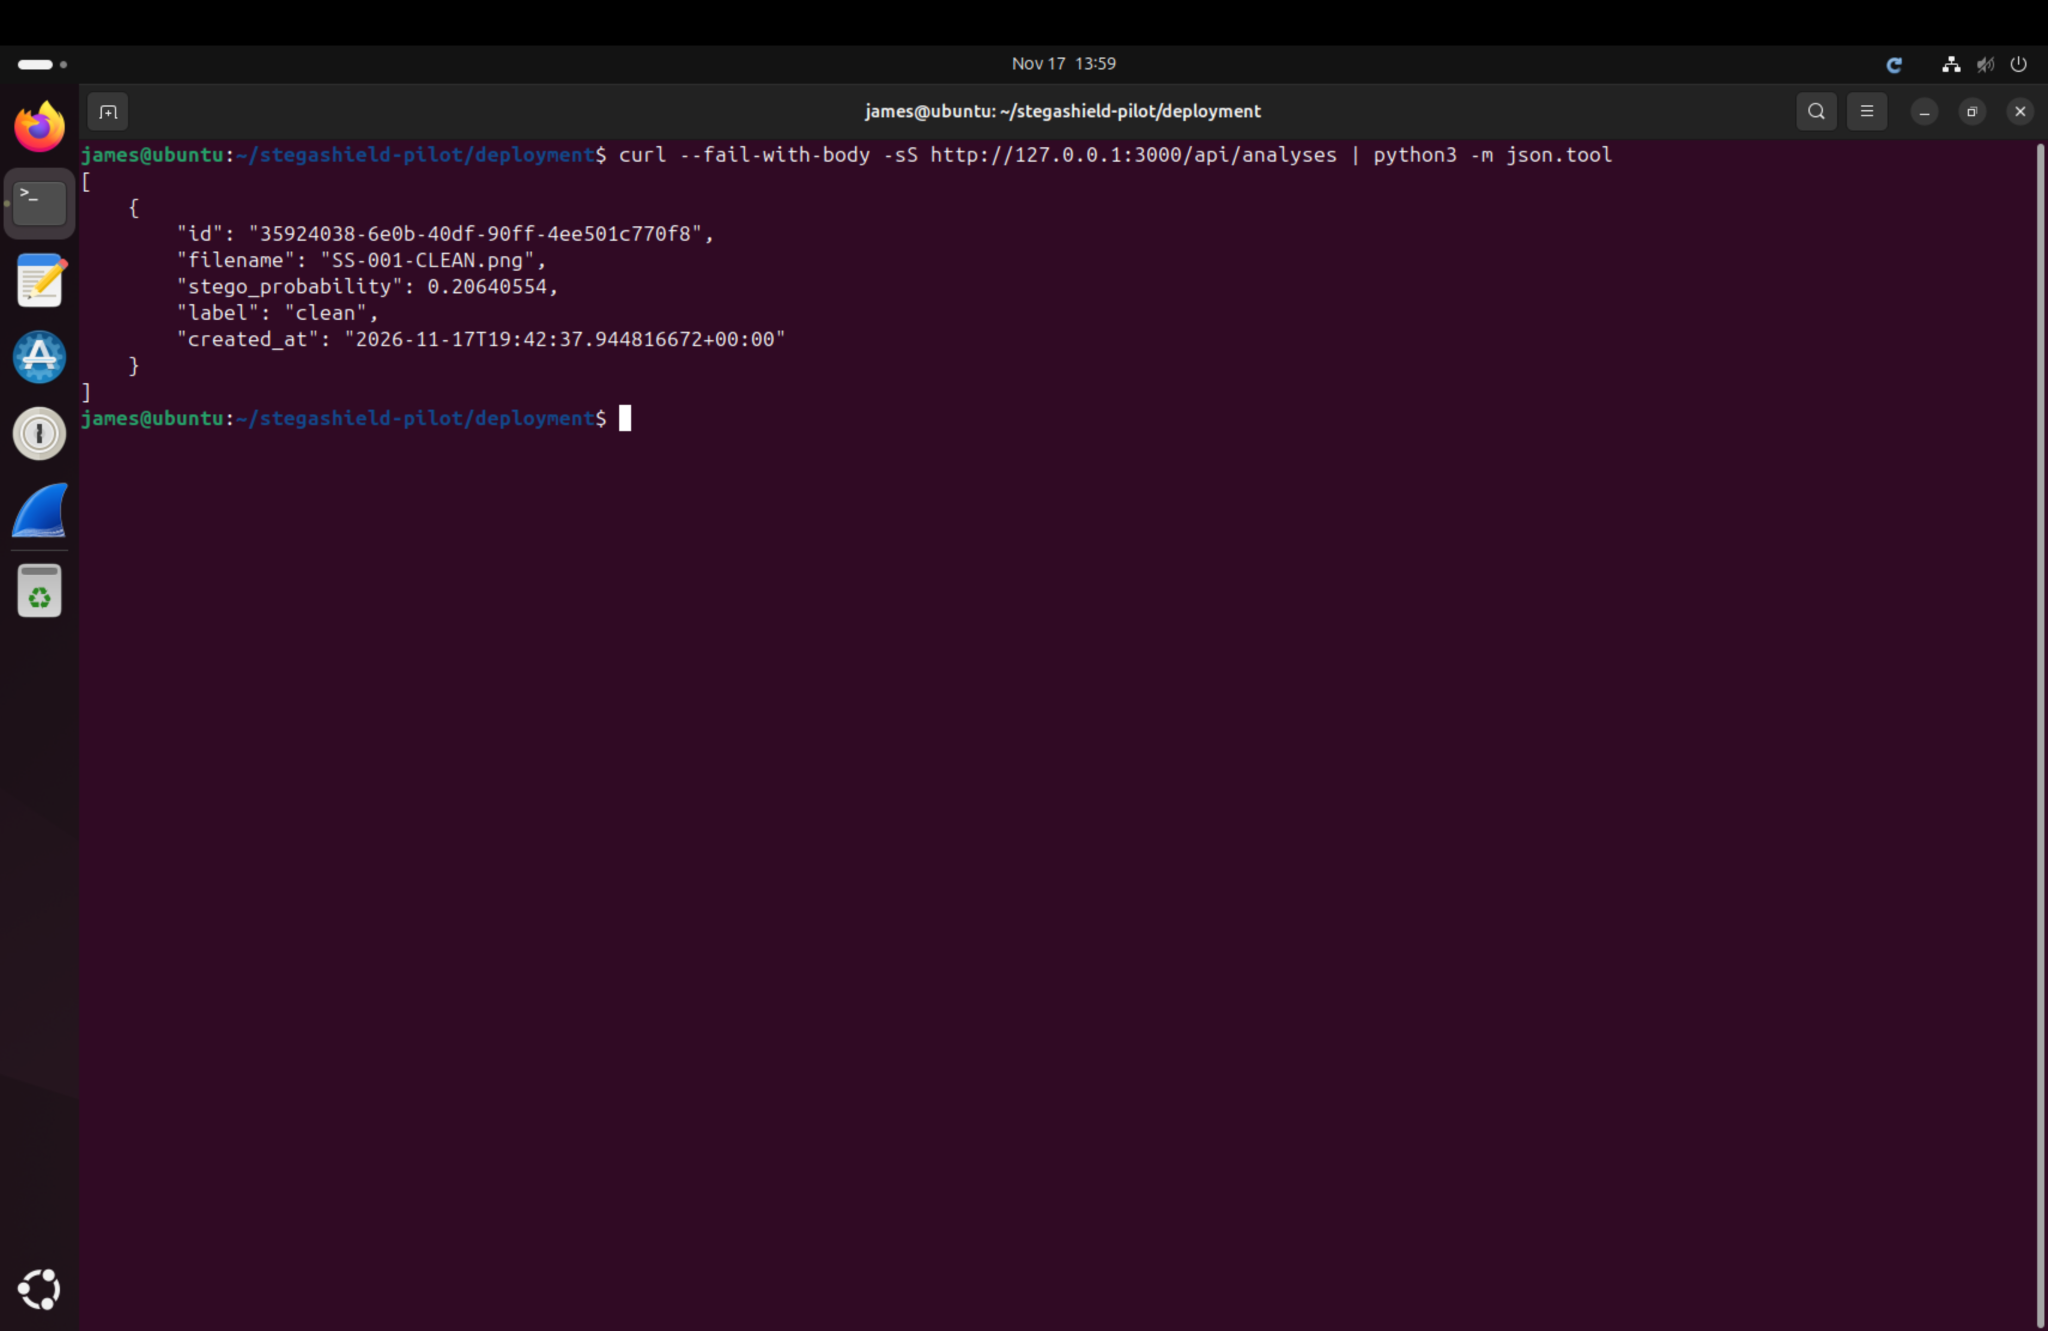 Nov 17 13:59
james@ubuntu: ~/stegashield-pilot/deployment
james@ubuntu:~/stegashield-pilot/deployment$ curl --fail-with-body -sS http://127.0.0.1:3000/api/analyses | python3 -m json.tool
[
    {
        "id": "35924038-6e0b-40df-90ff-4ee501c770f8",
        "filename": "SS-001-CLEAN.png",
        "stego_probability": 0.20640554,
        "label": "clean",
        "created_at": "2026-11-17T19:42:37.944816672+00:00"
    }
]
james@ubuntu:~/stegashield-pilot/deployment$